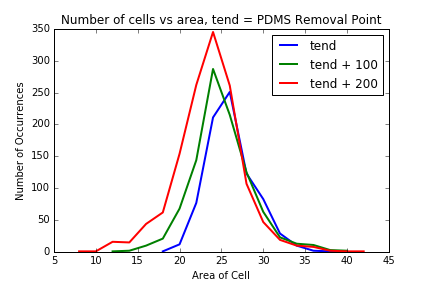 Number of cells vs area, tend = PDMS Removal Point
350
300
250
200
150
100
50
0
Number of Occurrences
tend
tend + 100
tend + 200
5
10
15
20
25
30
35
40
45
Area of Cell